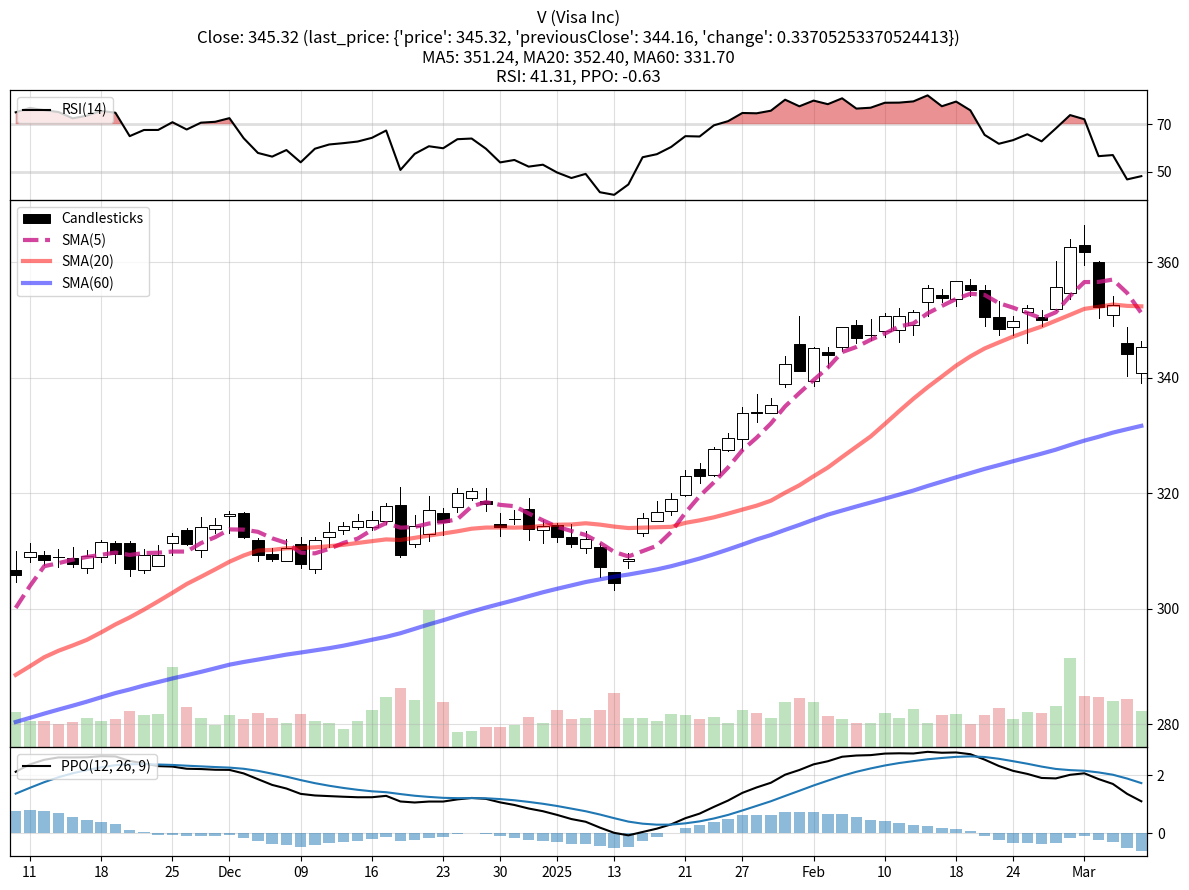 V (Visa Inc)
Close: 345.32 (last_price: {'price': 345.32, 'previousClose': 344.16, 'change': 0.33705253370524413})
MA5: 351.24, MA20: 352.40, MA60: 331.70
RSI: 41.31, PPO: -0.63
RSI(14)
70
50
Candlesticks
SMA(5)
SMA(20)
SMA(60)
360
340
320
300
280
PPO(12, 26, 9)
2
0
11 18 25 Dec 09 16 23 30 2025 13 21 27 Feb 10 18 24 Mar